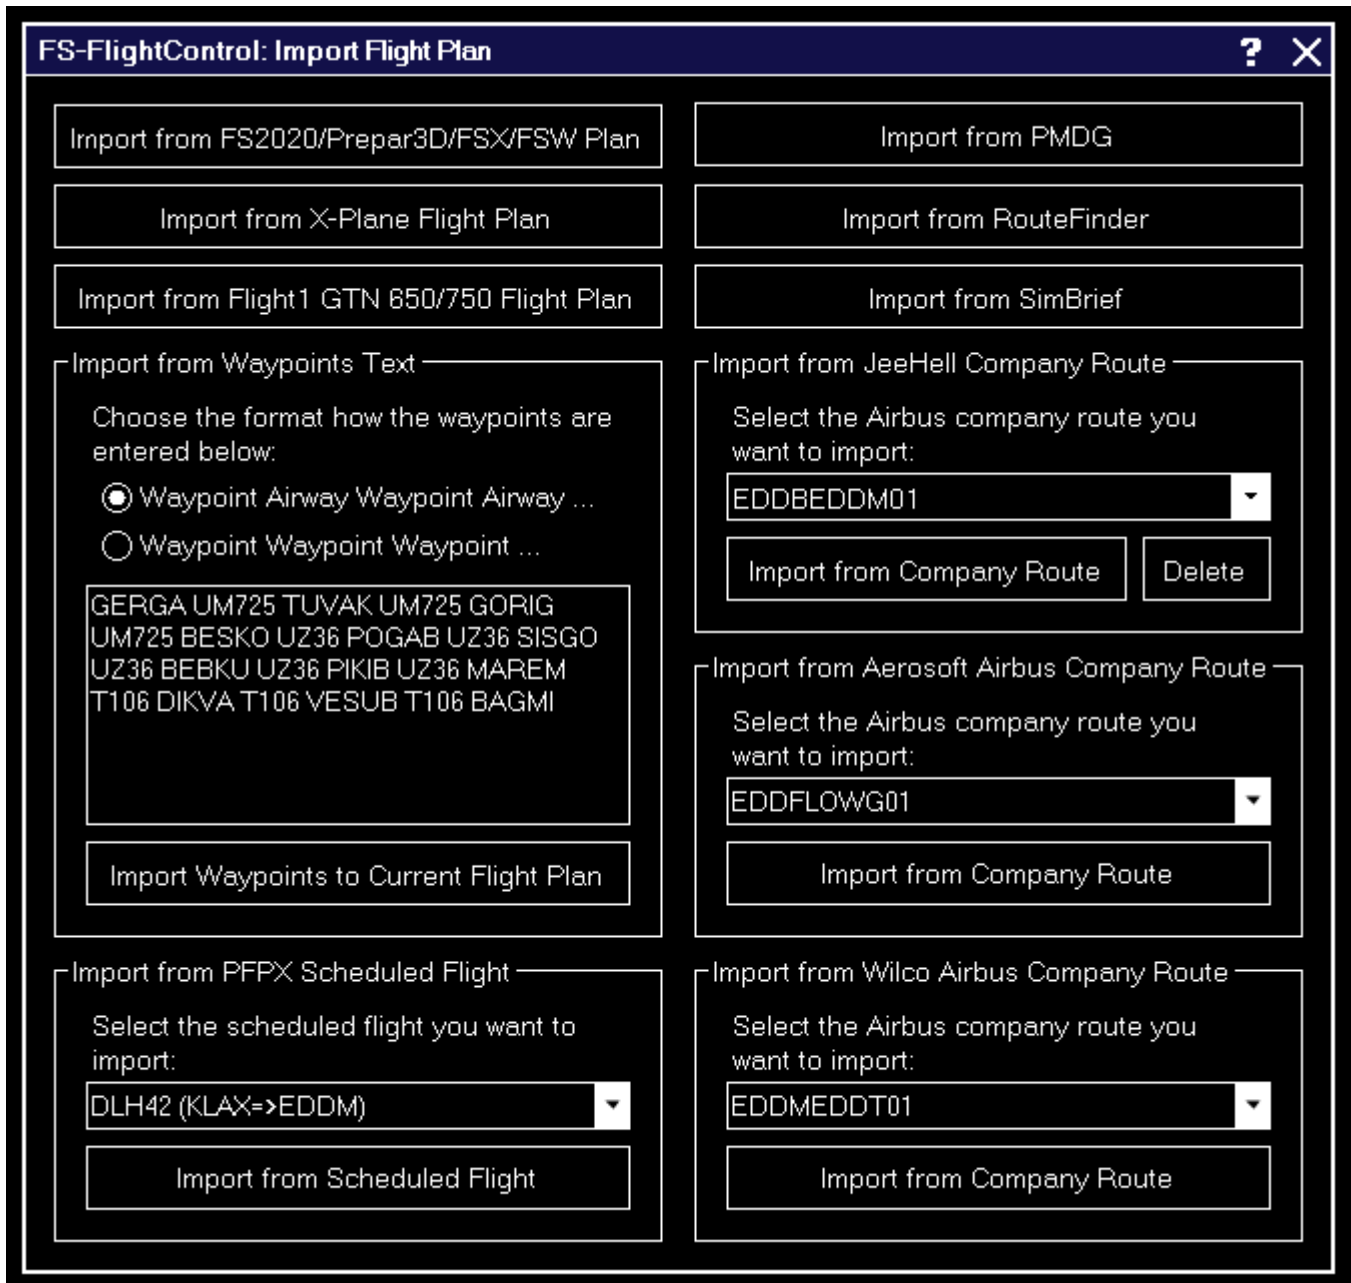 FS-FlightControl: Import Flight Plan
?
Import from FS2020/Prepar3D/FSX/FSW Plan
Import from X-Plane Flight Plan
Import from Flight1 GTN 650/750 Flight Plan
Import from Waypoints Text
Choose the format how the waypoints are
entered below:
Waypoint Airway Waypoint Airway ...
Waypoint Waypoint Waypoint ...
GERGA UM725 TUVAK UM725 GORIG
UM725 BESKO UZ36 POGAB UZ36 SISGO
UZ36 BEBKU UZ36 PIKIB UZ36 MAREM
T106 DIKVA T106 VESUB T106 BAGMI
Import Waypoints to Current Flight Plan
Import from PFPX Scheduled Flight
Select the scheduled flight you want to
import:
DLH42 (KLAX=>EDDM)
Import from Scheduled Flight
Import from PMDG
Import from RouteFinder
Import from SimBrief
Import from JeeHell Company Route
Select the Airbus company route you
want to import:
EDDBEDDM01
Import from Company Route
Delete
Import from Aerosoft Airbus Company Route
Select the Airbus company route you
want to import:
EDDFLOWG01
Import from Company Route
Import from Wilco Airbus Company Route
Select the Airbus company route you
want to import:
EDDMEDDT01
Import from Company Route